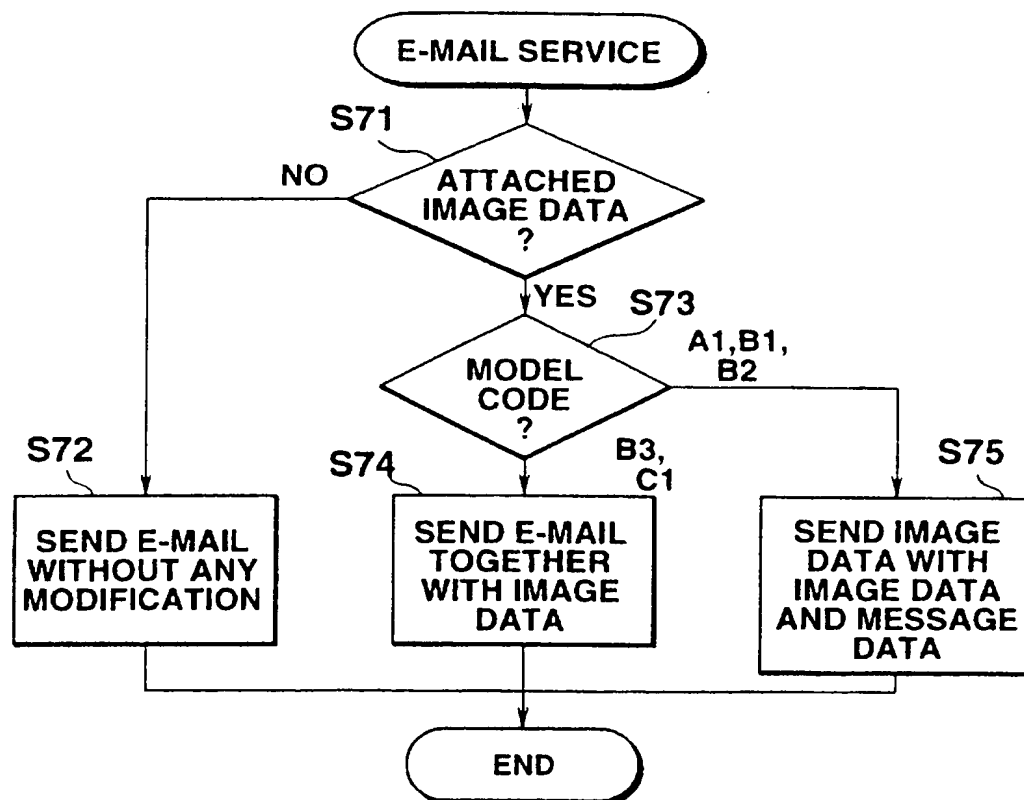 E-MAIL SERVICE
S71
NO
ATTACHED
IMAGE DATA
?
YES
S73
A1,B1,
B2
MODEL
CODE
?
B3,
C1
S72
SEND E-MAIL
WITHOUT ANY
MODIFICATION
S74
SEND E-MAIL
TOGETHER
WITH IMAGE
DATA
S75
SEND IMAGE
DATA WITH
IMAGE DATA
AND MESSAGE
DATA
END